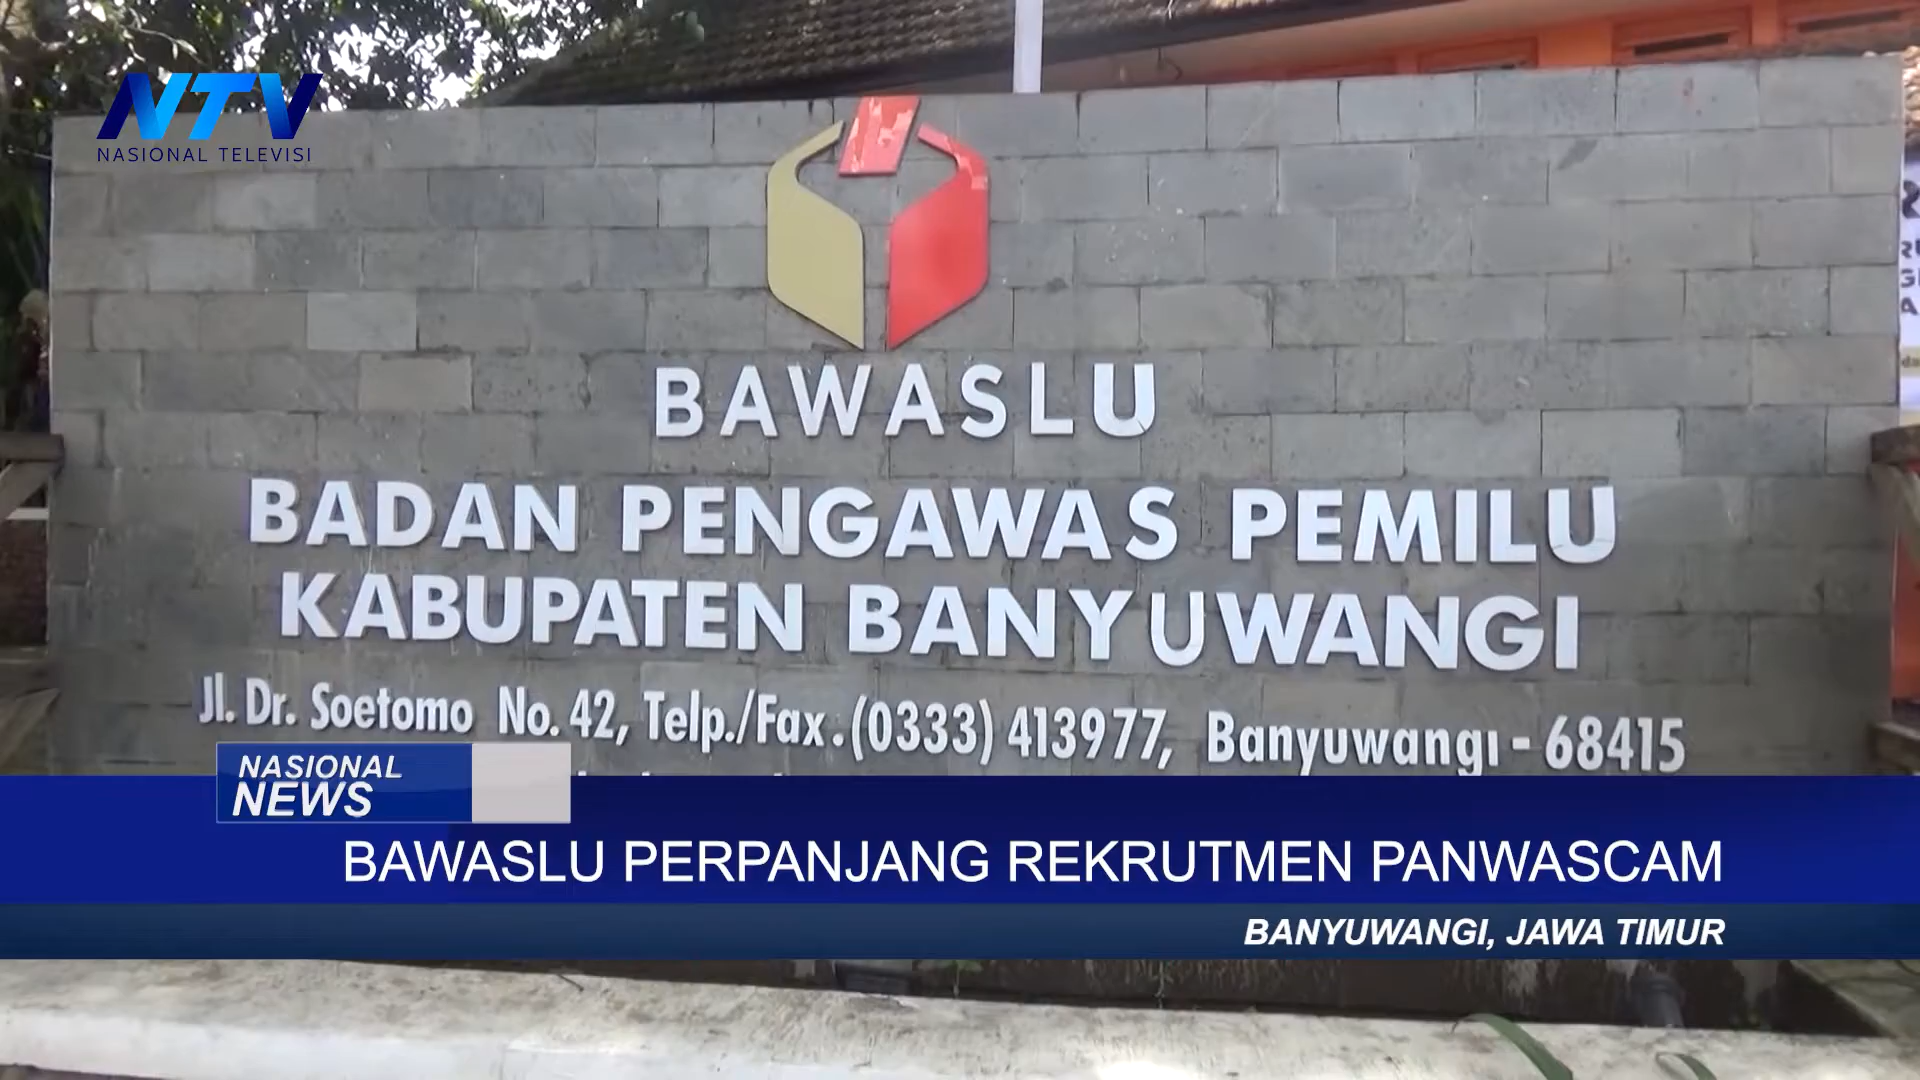 NTV
NASIONAL TELEVISI
BAWASLU
BADAN PENGAWAS PEMILU
KABUPATEN BANYUWANGI
Jl. Dr. Soetomo No. 42, Telp./Fax. (0333) 413977, Banyuwangi - 68415
NASIONAL
NEWS
BAWASLU PERPANJANG REKRUTMEN PANWASCAM
BANYUWANGI, JAWA TIMUR